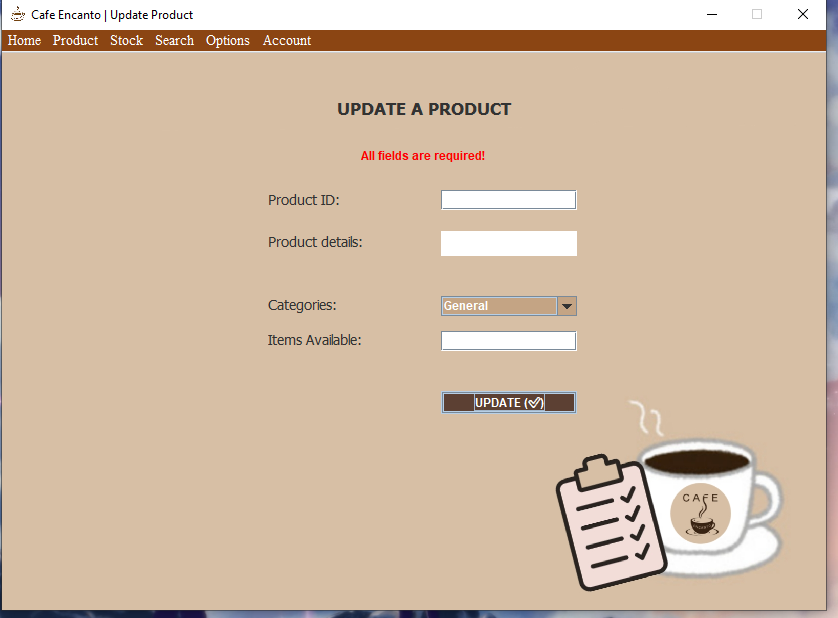 Cafe Encanto | Update Product
Home Product Stock Search Options Account
UPDATE A PRODUCT
All fields are required!
Product ID:
Product details:
Categories: General
Items Available:
UPDATE (✓)
CAFE